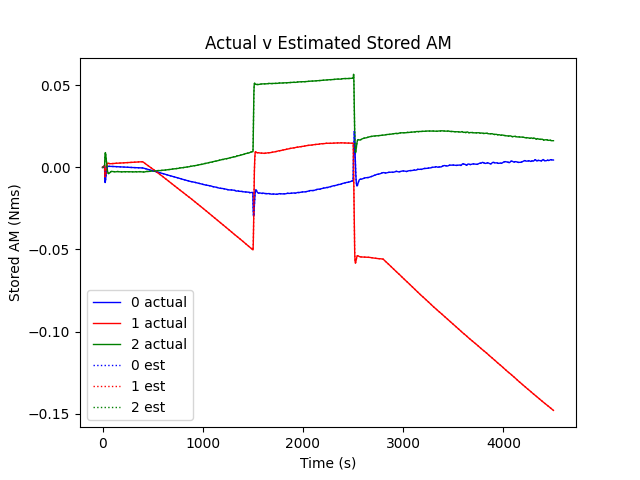 Actual v Estimated Stored AM
Stored AM (Nms)
0.05
0.00
−0.05
−0.10
−0.15
0 actual
1 actual
2 actual
0 est
1 est
2 est
0 1000 2000 3000 4000
Time (s)